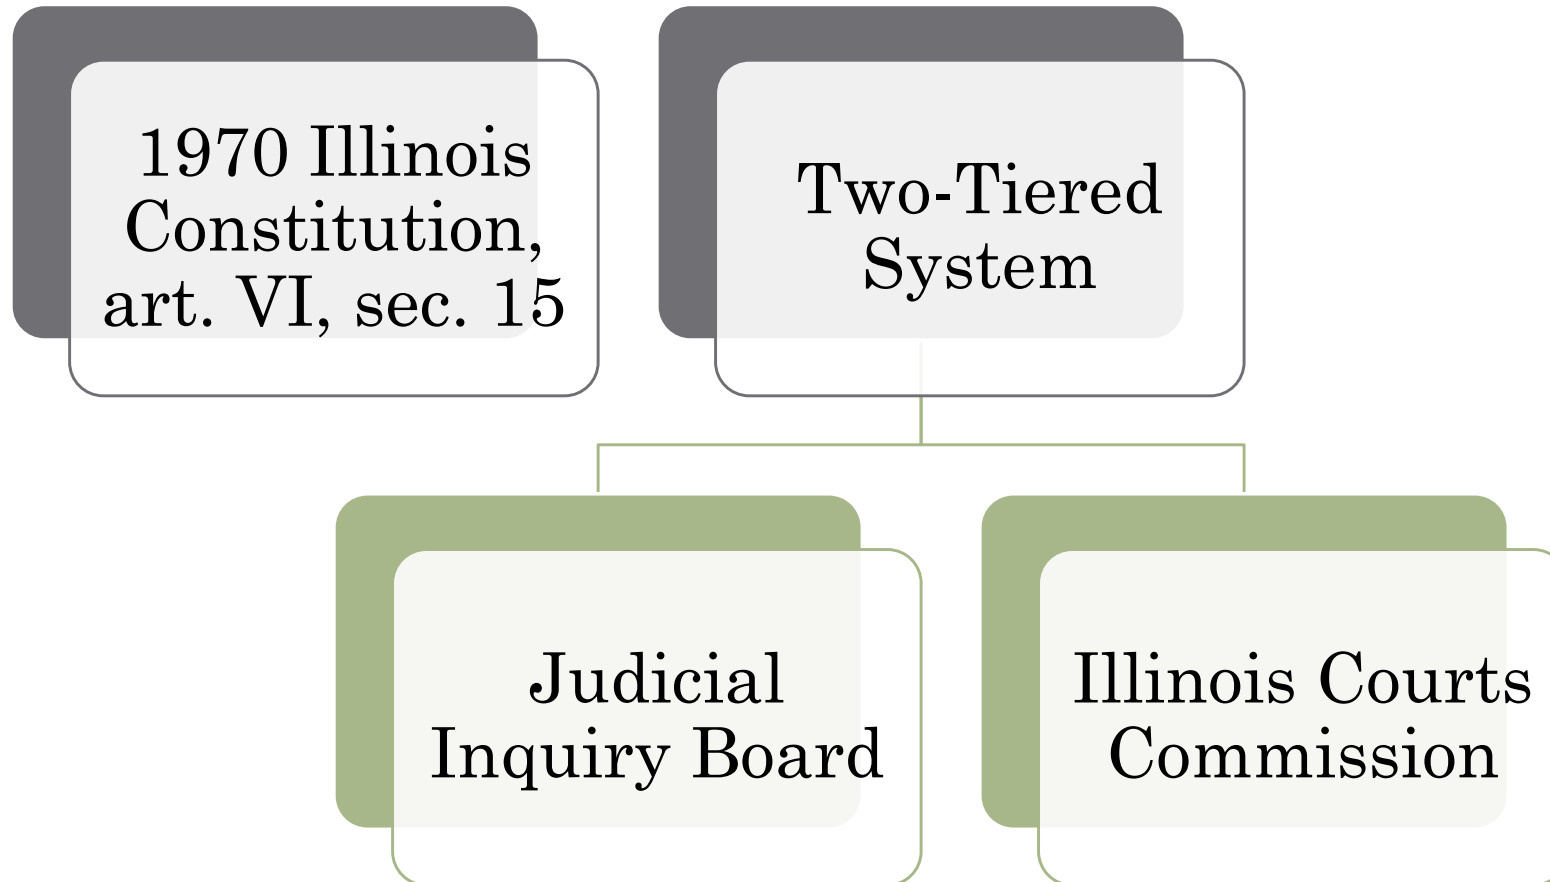 1970 Illinois
Constitution,
art. VI, sec. 15
Two-Tiered
System
Judicial
Inquiry Board
Illinois Courts
Commission